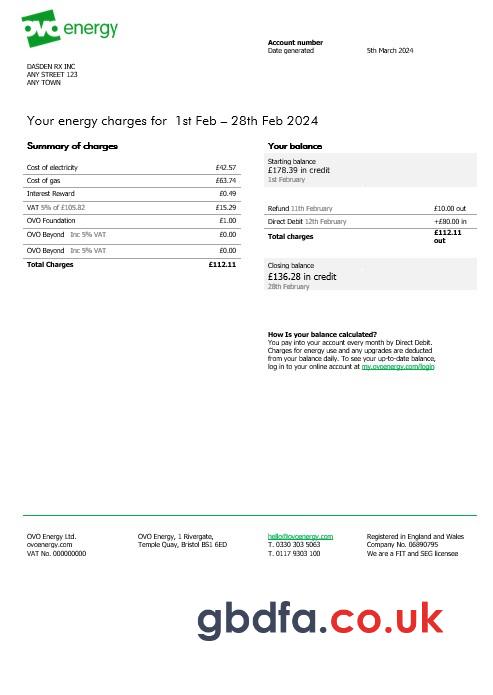 ovo energy
Account number
Date generated 5th March 2024
DASDEN RX INC
ANY STREET 123
ANY TOWN
Your energy charges for 1st Feb – 28th Feb 2024
Summary of charges
Cost of electricity £42.57
Cost of gas £63.74
Interest Reward £0.49
VAT 5% of £105.82 £15.29
OVO Foundation £1.00
OVO Beyond Inc 5% VAT £0.00
OVO Beyond Inc 5% VAT £0.00
Total Charges £112.11
Your balance
Starting balance
£178.39 in credit
1st February
Refund 11th February £10.00 out
Direct Debit 12th February +£80.00 in
Total charges £112.11
out
Closing balance
£136.28 in credit
28th February
How Is your balance calculated?
You pay into your account every month by Direct Debit.
Charges for energy use and any upgrades are deducted
from your balance daily. To see your up-to-date balance,
log in to your online account at my.ovoenergy.com/login
OVO Energy Ltd.
ovoenergy.com
VAT No. 000000000
OVO Energy, 1 Rivergate,
Temple Quay, Bristol BS1 6ED
hello@ovoenergy.com
T. 0330 303 5063
T. 0117 9303 100
Registered in England and Wales
Company No. 06890795
We are a FIT and SEG licensee
gbdfa.co.uk